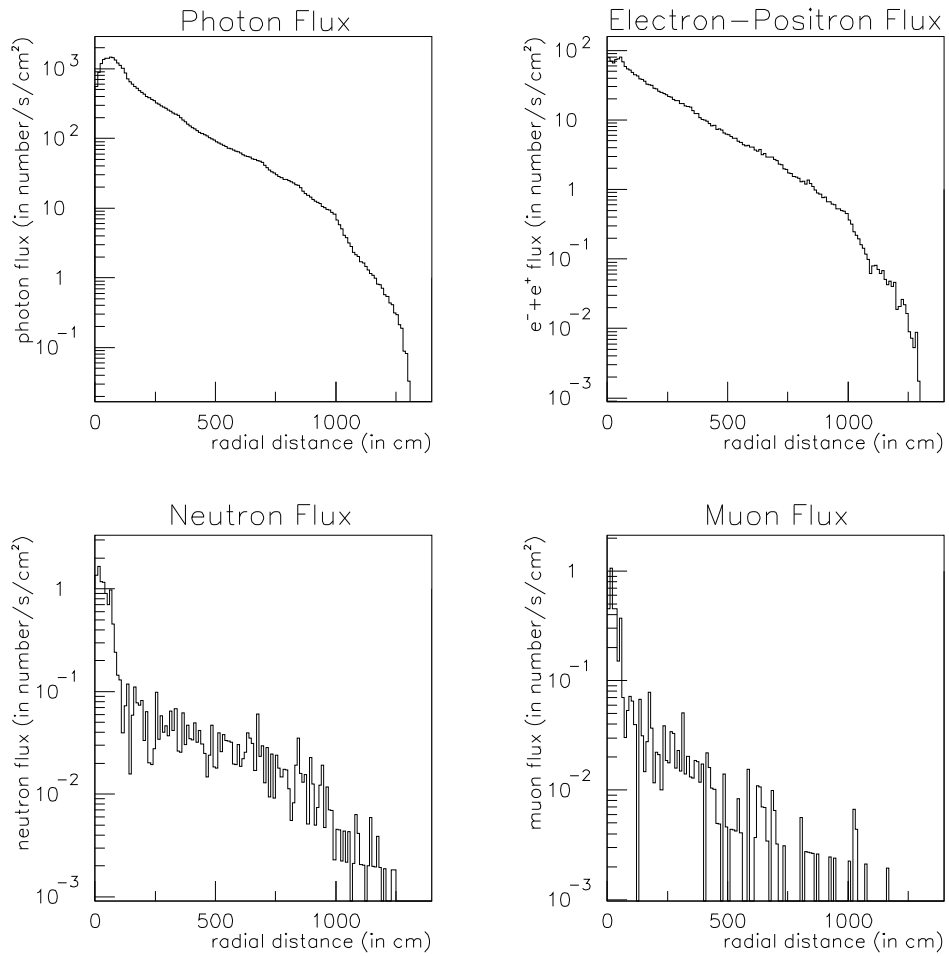 Photon Flux
photon flux (in number/s/cm²)
10³
10²
10
1
10⁻¹
0
500
1000
radial distance (in cm)
Electron−Positron Flux
e⁻+e⁺ flux (in number/s/cm²)
10²
10
1
10⁻¹
10⁻²
10⁻³
0
500
1000
radial distance (in cm)
Neutron Flux
neutron flux (in number/s/cm²)
1
10⁻¹
10⁻²
10⁻³
0
500
1000
radial distance (in cm)
Muon Flux
muon flux (in number/s/cm²)
1
10⁻¹
10⁻²
10⁻³
0
500
1000
radial distance (in cm)